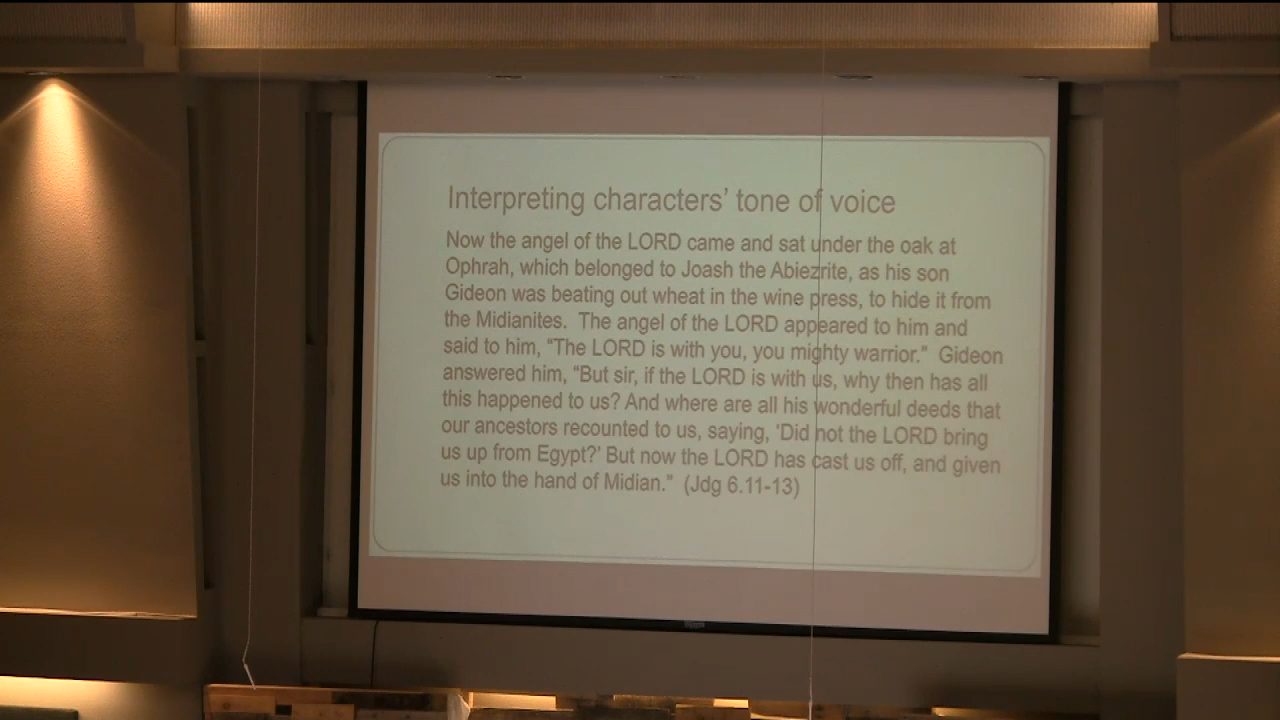 Interpreting characters’ tone of voice
Now the angel of the LORD came and sat under the oak at
Ophrah, which belonged to Joash the Abiezrite, as his son
Gideon was beating out wheat in the wine press, to hide it from
the Midianites.  The angel of the LORD appeared to him and
said to him, "The LORD is with you, you mighty warrior."  Gideon
answered him, "But sir, if the LORD is with us, why then has all
this happened to us? And where are all his wonderful deeds that
our ancestors recounted to us, saying, ‘Did not the LORD bring
us up from Egypt?’ But now the LORD has cast us off, and given
us into the hand of Midian."  (Jdg 6.11-13)